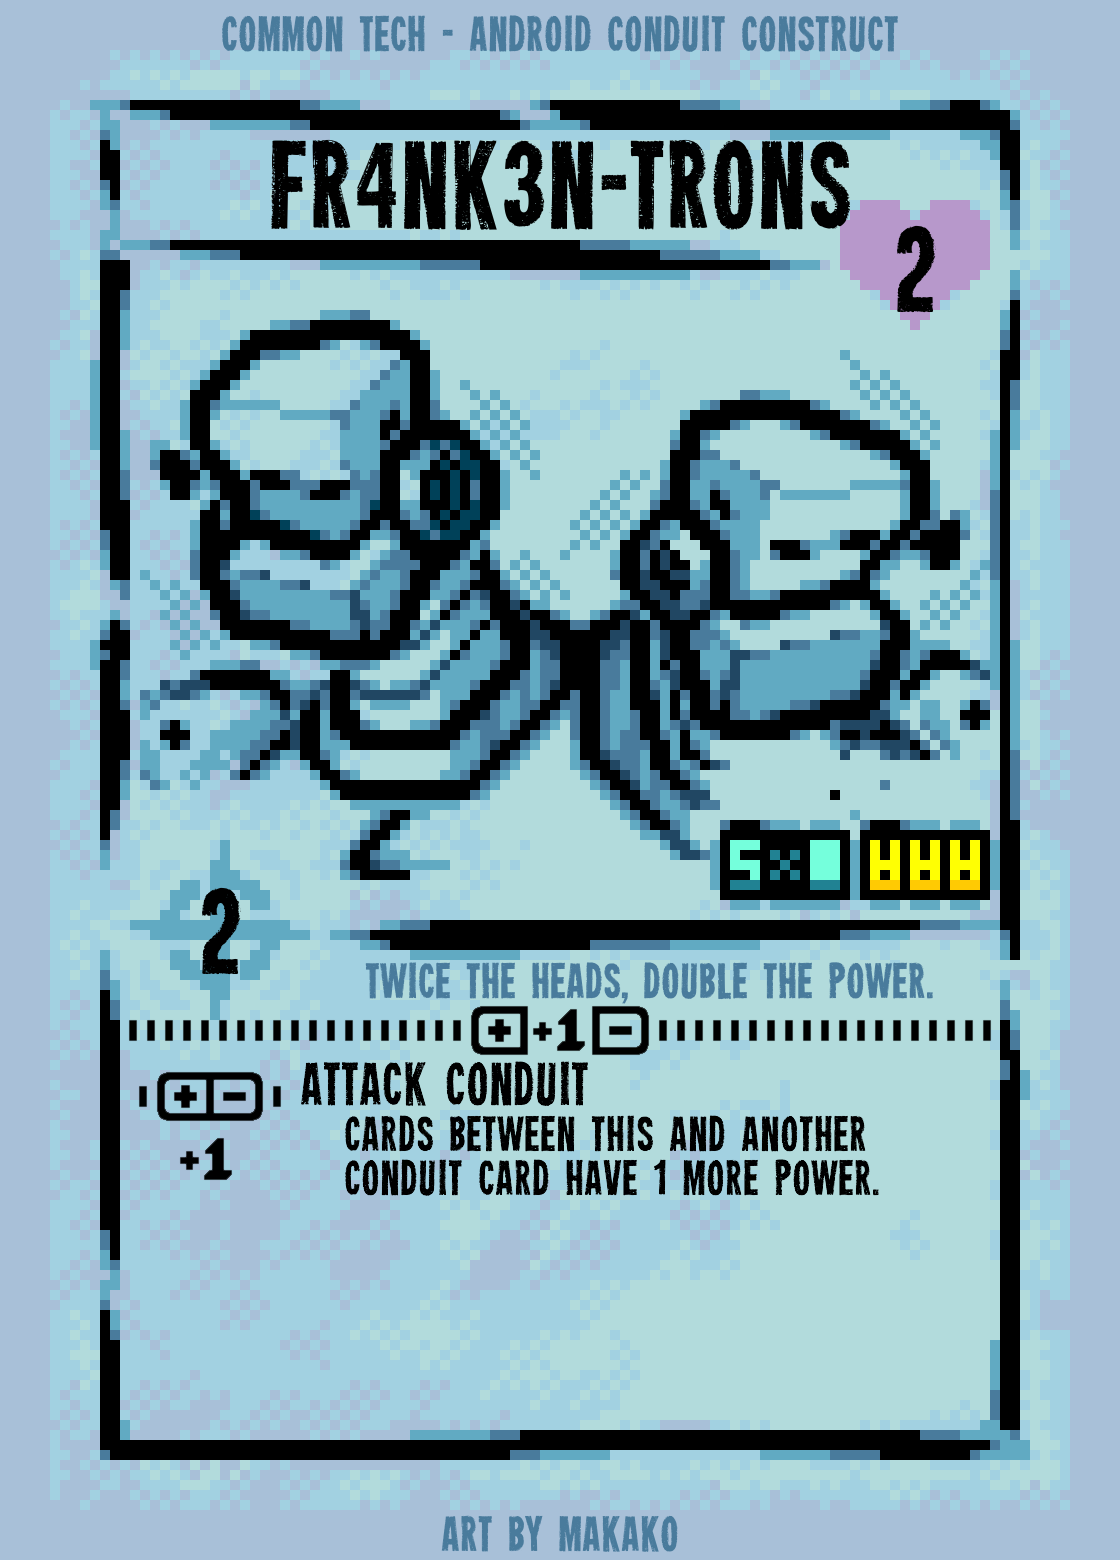 COMMON TECH - ANDROID CONDUIT CONSTRUCT
FR4NK3N-TRONS
2
5x
2
TWICE THE HEADS, DOUBLE THE POWER.
+ +1 -
ATTACK CONDUIT
+ -
+1
CARDS BETWEEN THIS AND ANOTHER
CONDUIT CARD HAVE 1 MORE POWER.
ART BY MAKAKO